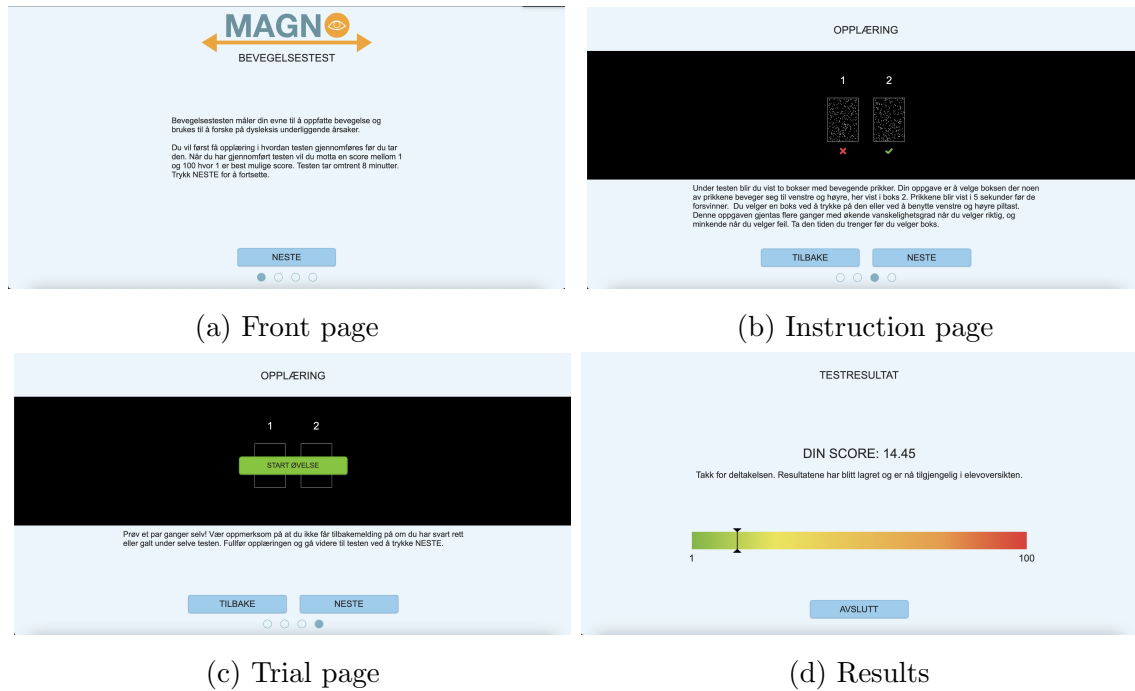 MAGNO
BEVEGELSESTEST
Bevegelsestesten måler din evne til å oppfatte bevegelse og
brukes til å forske på dysleksis underliggende årsaker.
Du vil først få opplæring i hvordan testen gjennomføres før du tar
den. Når du har gjennomført testen vil du motta en score mellom 1
og 100 hvor 1 er best mulige score. Testen tar omtrent 8 minutter.
Trykk NESTE for å fortsette.
NESTE
(a) Front page
OPPLÆRING
1 2
Under testen blir du vist to bokser med bevegende prikker. Din oppgave er å velge boksen der noen
av prikkene beveger seg til venstre og høyre, her vist i boks 2. Prikkene blir vist i 5 sekunder før de
forsvinner. Du velger en boks ved å trykke på den eller ved å benytte venstre og høyre piltast.
Denne oppgaven gjentas flere ganger med økende vanskelighetsgrad når du velger riktig, og
minkende når du velger feil. Ta den tiden du trenger før du velger boks.
TILBAKE NESTE
(b) Instruction page
OPPLÆRING
1 2
START ØVELSE
Prøv et par ganger selv! Vær oppmerksom på at du ikke får tilbakemelding på om du har svart rett
eller galt under selve testen. Fullfør opplæringen og gå videre til testen ved å trykke NESTE.
TILBAKE NESTE
(c) Trial page
TESTRESULTAT
DIN SCORE: 14.45
Takk for deltakelsen. Resultatene har blitt lagret og er nå tilgjengelig i elevoversikten.
1 100
AVSLUTT
(d) Results